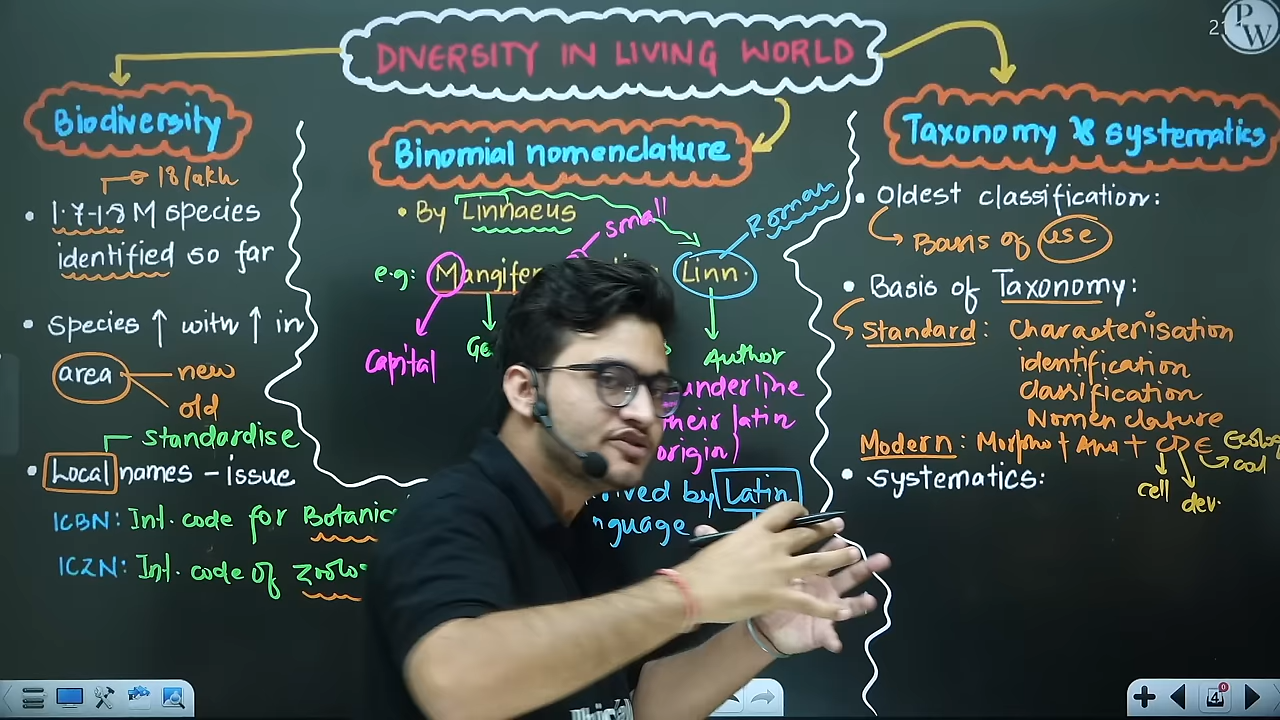 DIVERSITY IN LIVING WORLD
PW
Biodiversity
18 lakh
• 1.7-1.8 M species
identified so far
• Species ↑ with ↑ in
area
new
old
standardise
• Local names - issue
ICBN: Int. code for Botanic
ICZN: Int. code of Zoolo
Binomial nomenclature
• By Linnaeus
small
Roman
e.g: Mangifer
Linn.
Capital
Ge
Author
underline
their latin
origin)
by Latin
nguage
Taxonomy & systematics
• Oldest classification:
Basis of use
• Basis of Taxonomy:
Standard: Characterisation
identification
classification
Nomenclature
Modern: Morpho + Ana + CDE
cell
dev.
• systematics:
4